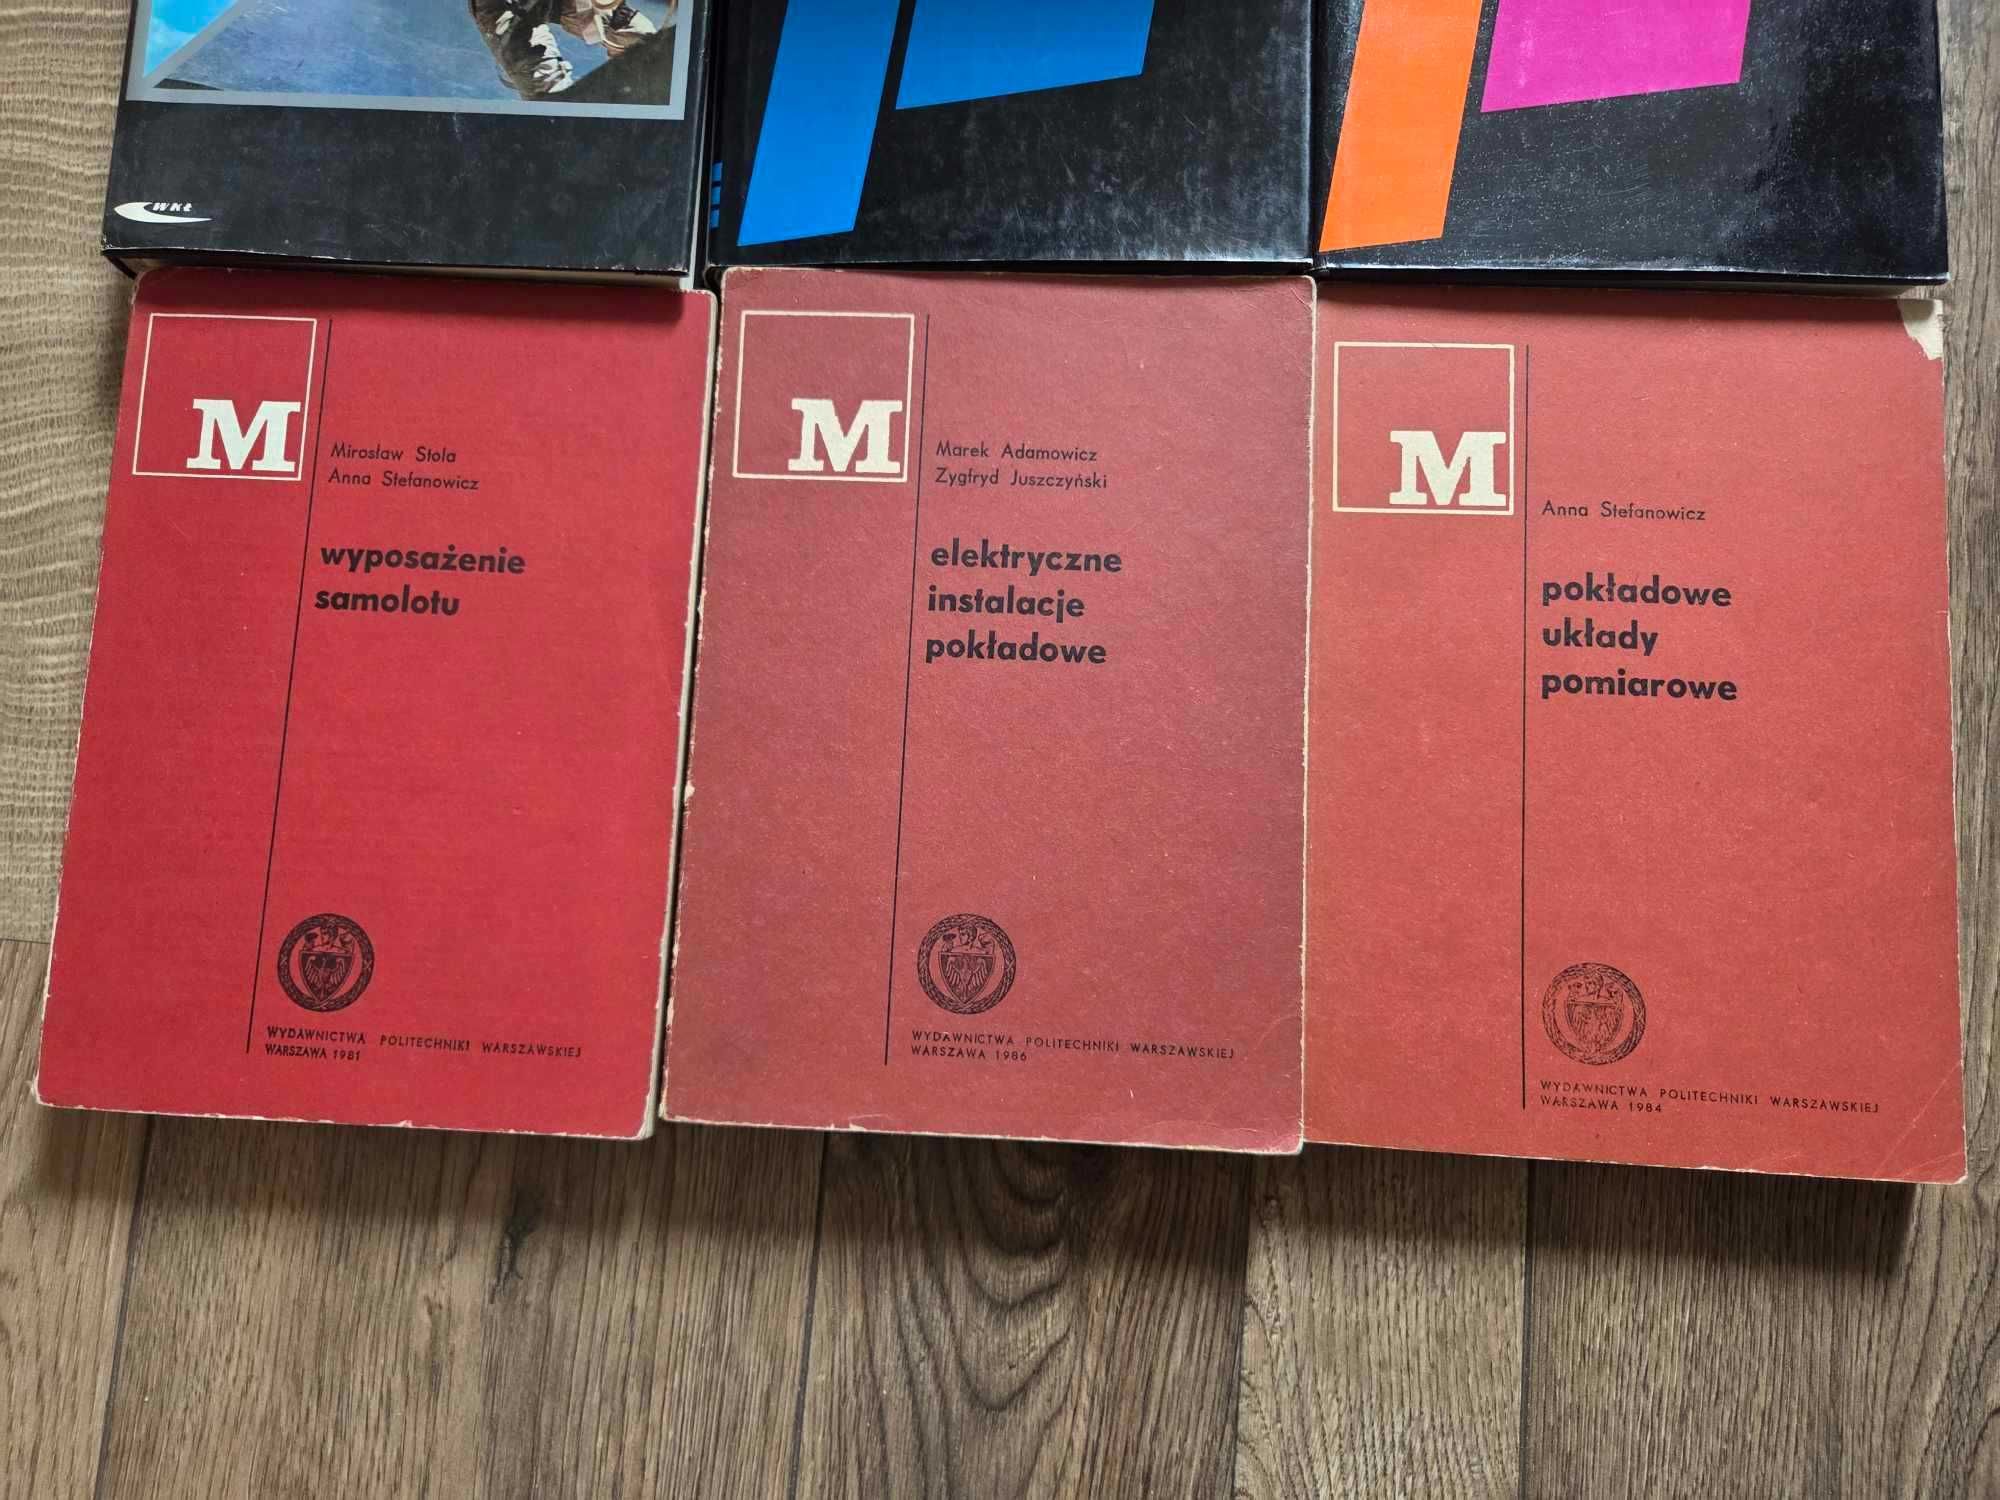 WKŁ
M
Mirosław Stola
Anna Stefanowicz
wyposażenie
samolotu
WYDAWNICTWA POLITECHNIKI WARSZAWSKIEJ
WARSZAWA 1981
M
Marek Adamowicz
Zygfryd Juszczyński
elektryczne
instalacje
pokładowe
WYDAWNICTWA POLITECHNIKI WARSZAWSKIEJ
WARSZAWA 1986
M
Anna Stefanowicz
pokładowe
układy
pomiarowe
WYDAWNICTWA POLITECHNIKI WARSZAWSKIEJ
WARSZAWA 1984